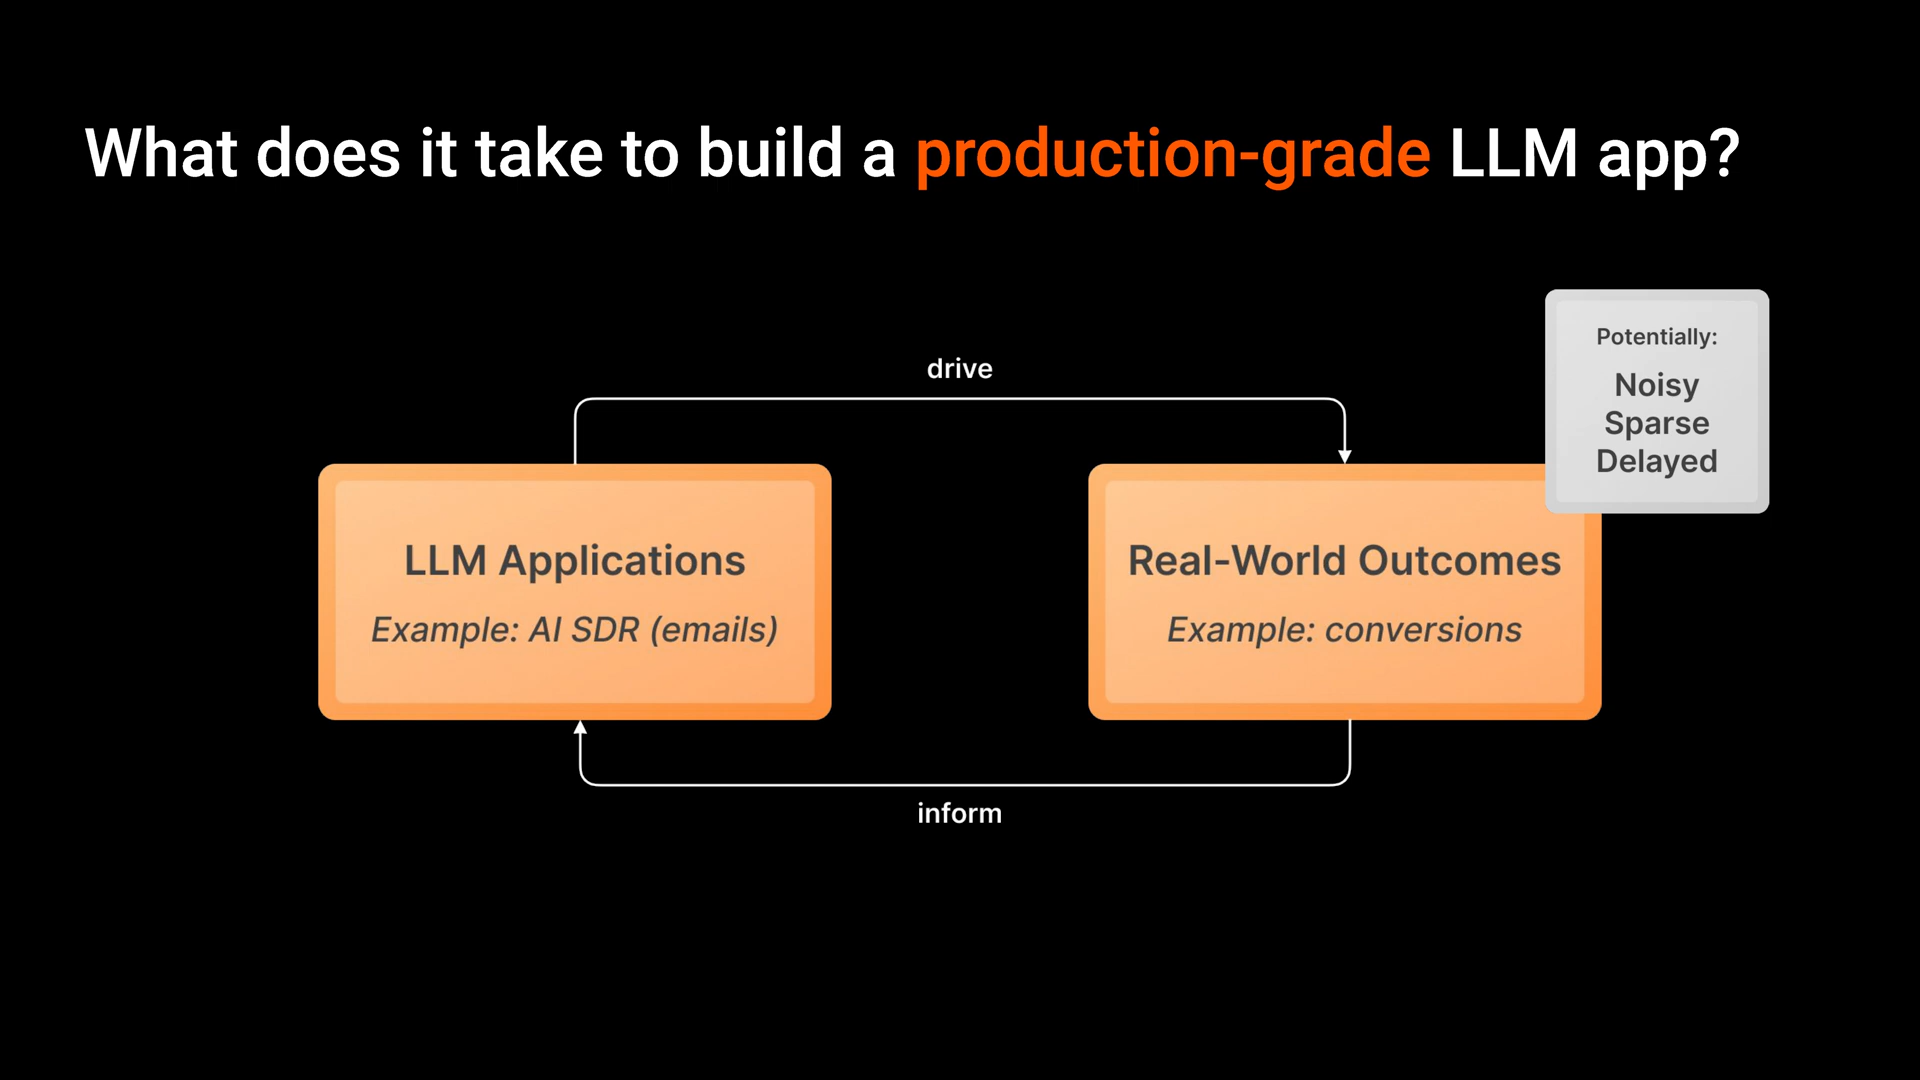 What does it take to build a production-grade LLM app?
drive
Potentially:
Noisy
Sparse
Delayed
LLM Applications
Example: AI SDR (emails)
Real-World Outcomes
Example: conversions
inform